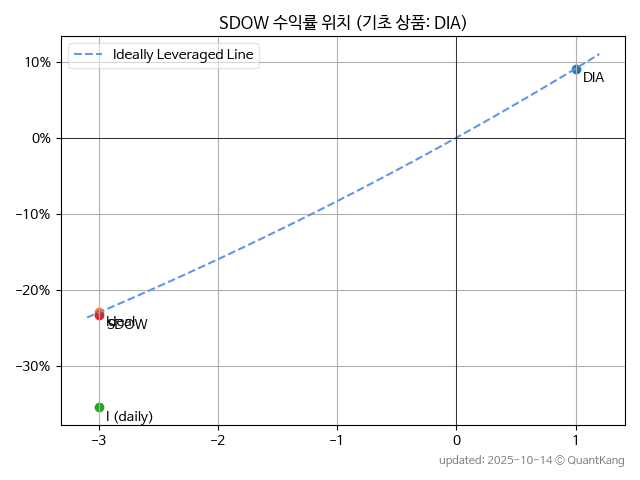 SDOW 수익률 위치 (기초 상품: DIA)
Ideally Leveraged Line
10%
DIA
0%
−10%
−20%
Ideal
SDOW
−30%
I (daily)
−3
−2
−1
0
1
updated: 2025-10-14 © QuantKang